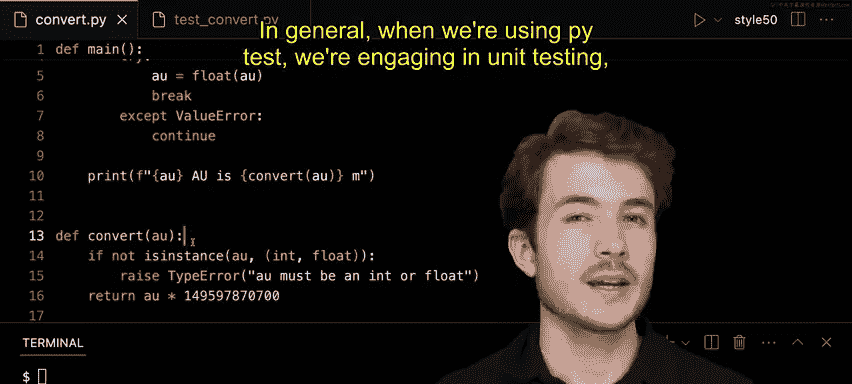 convert.py
test_convert.py
style50
In general, when we're using py
test, we're engaging in unit testing,
1 def main():
5 au = float(au)
6 break
7 except ValueError:
8 continue
9
10 print(f"{au} AU is {convert(au)} m")
11
12
13 def convert(au):
14 if not isinstance(au, (int, float)):
15 raise TypeError("au must be an int or float")
16 return au * 149597870700
17
TERMINAL
$